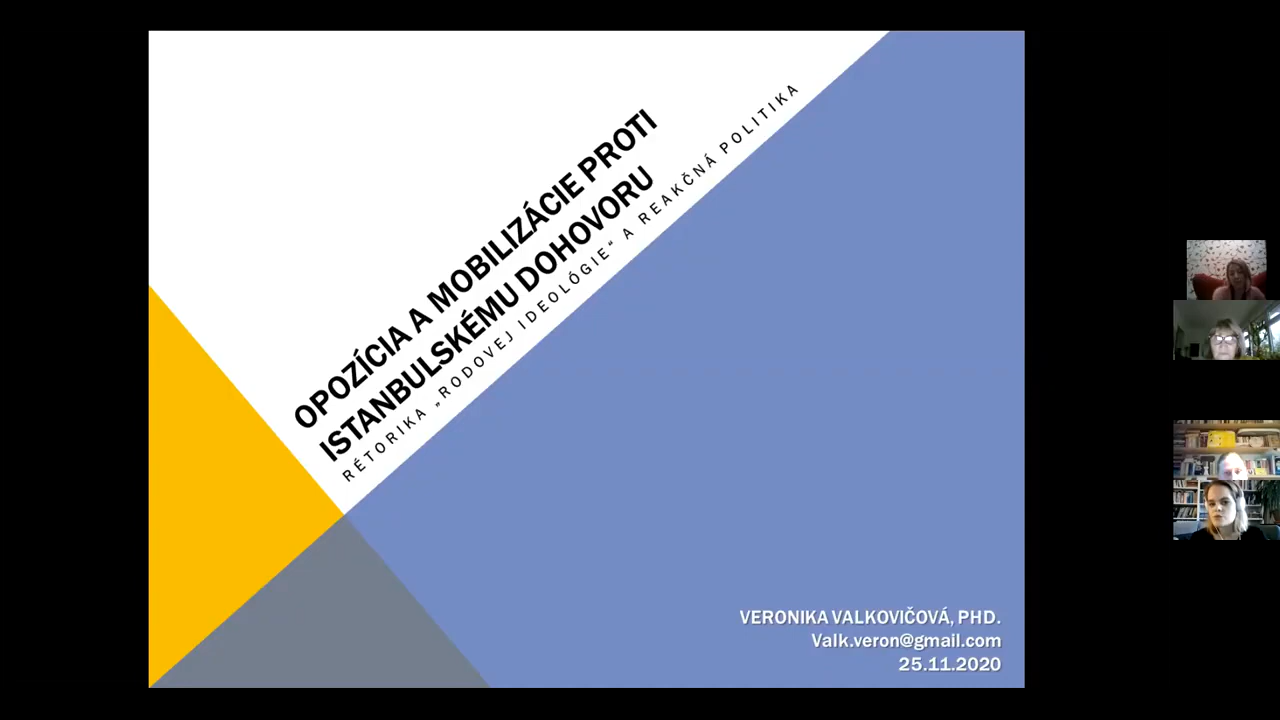 OPOZÍCIA A MOBILIZÁCIE PROTI
ISTANBULSKÉMU DOHOVORU
RÉTORIKA „RODOVEJ IDEOLÓGIE“ A REAKČNÁ POLITIKA
VERONIKA VALKOVIČOVÁ, PHD.
Valk.veron@gmail.com
25.11.2020